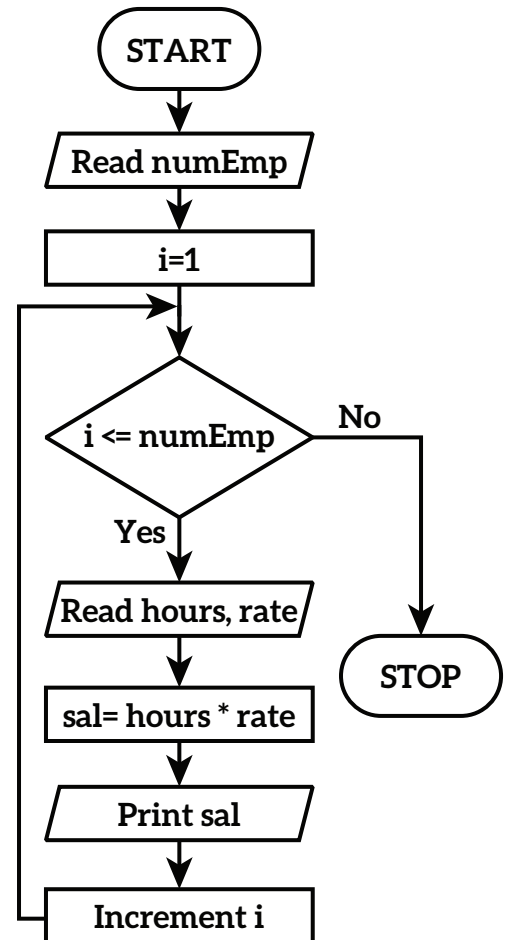 START
Read numEmp
i=1
i <= numEmp
No
Yes
Read hours, rate
STOP
sal= hours * rate
Print sal
Increment i